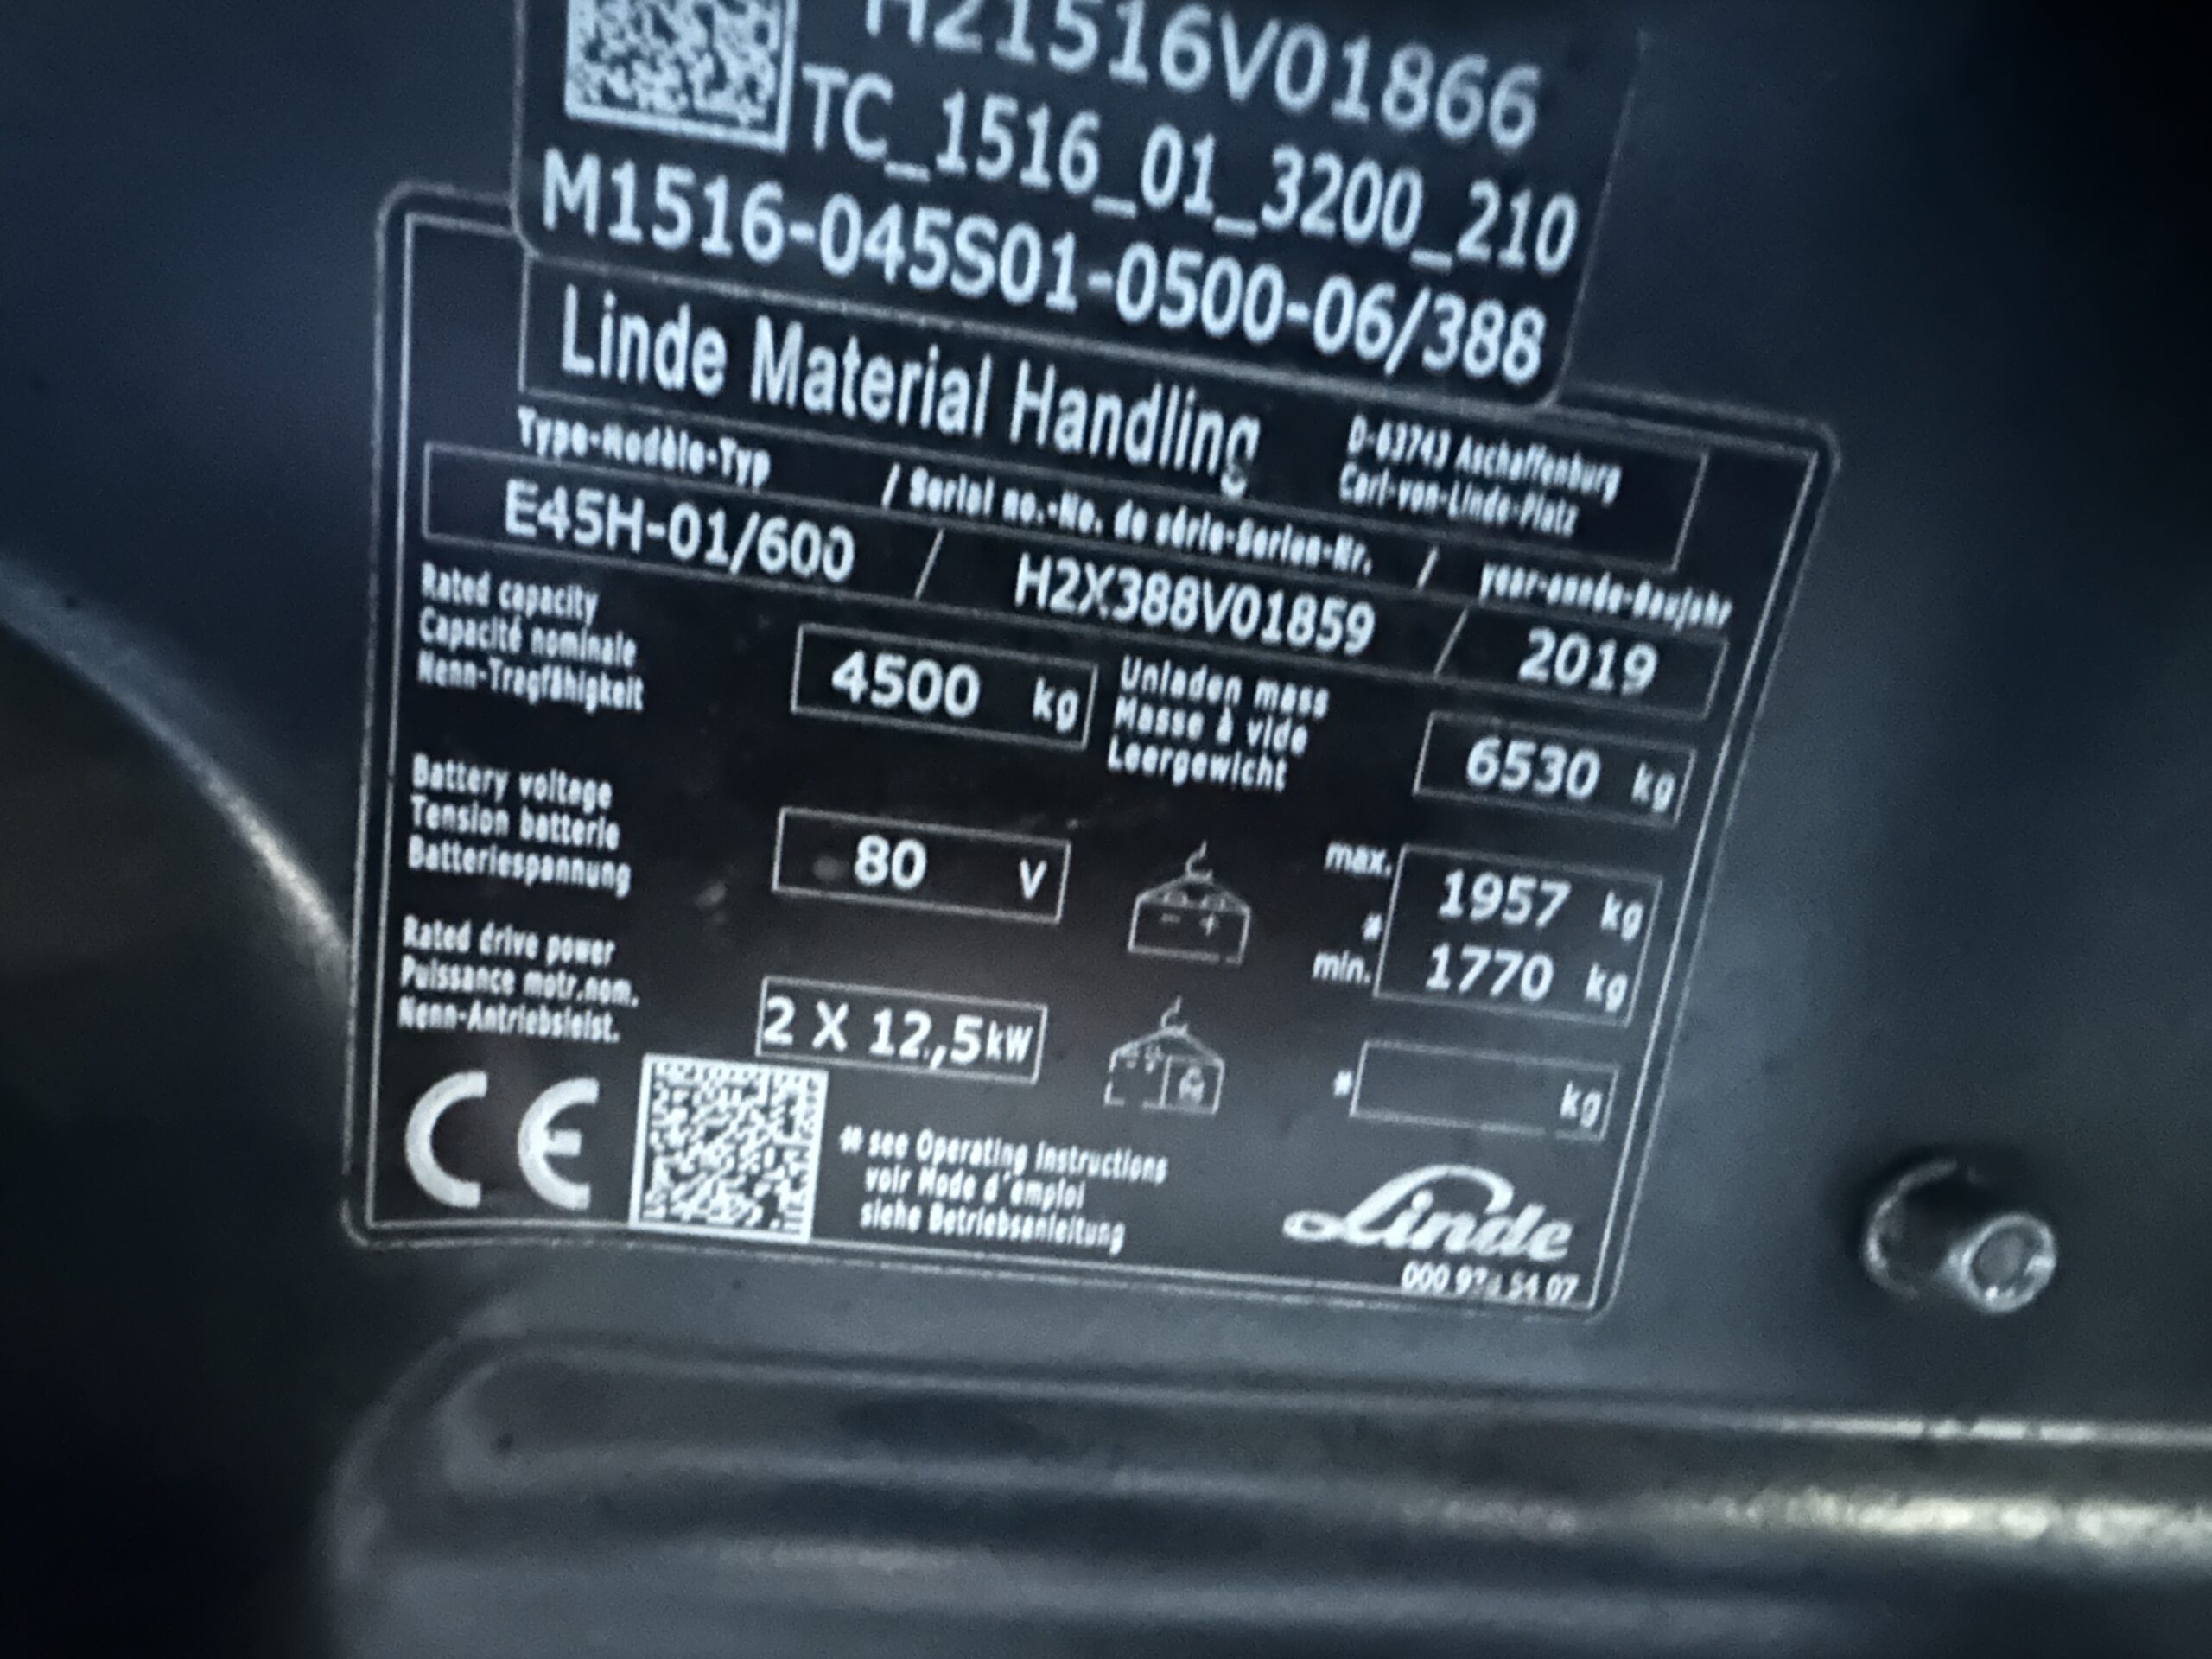 H21516V01866
TC_1516_01_3200_210
M1516-045S01-0500-06/388
Linde Material Handling
D-63743 Aschaffenburg
Carl-von-Linde-Platz
Type-Modèle-Typ / Serial no.-No. de série-Serien-Nr. / year-année-Baujahr
E45H-01/600 / H2X388V01859 / 2019
Rated capacity
Capacité nominale
Nenn-Tragfähigkeit
4500 kg
Unladen mass
Masse à vide
Leergewicht
6530 kg
Battery voltage
Tension batterie
Batteriespannung
80 V
- +
max. 1957 kg
*
min. 1770 kg
Rated drive power
Puissance motr.nom.
Nenn-Antriebsleist.
2 X 12,5kW
* kg
CE
* see Operating instructions
voir Mode d'emploi
siehe Betriebsanleitung
Linde
000 54 07